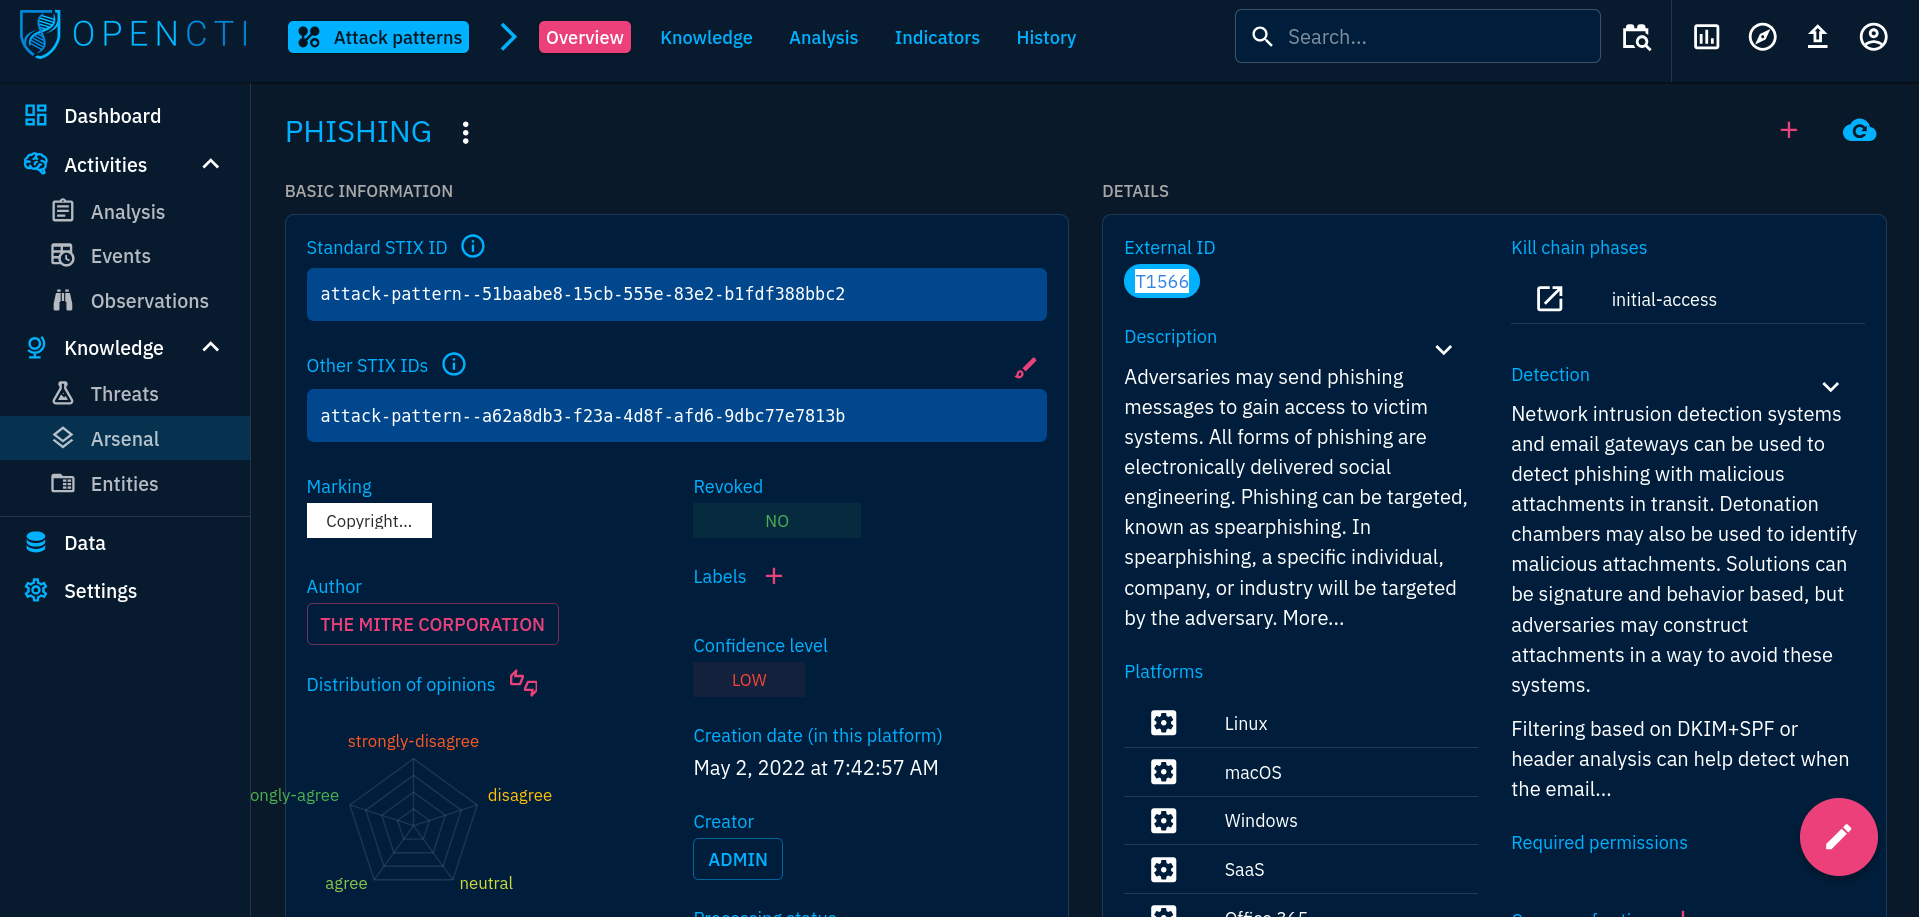 OPENCTI
Attack patterns
Overview
Knowledge
Analysis
Indicators
History
Search...
Dashboard
Activities
Analysis
Events
Observations
Knowledge
Threats
Arsenal
Entities
Data
Settings
PHISHING
BASIC INFORMATION
Standard STIX ID
attack-pattern--51baabe8-15cb-555e-83e2-b1fdf388bbc2
Other STIX IDs
attack-pattern--a62a8db3-f23a-4d8f-afd6-9dbc77e7813b
Marking
Copyright...
Author
THE MITRE CORPORATION
Distribution of opinions
strongly-disagree
ongly-agree
disagree
agree
neutral
Revoked
NO
Labels
Confidence level
LOW
Creation date (in this platform)
May 2, 2022 at 7:42:57 AM
Creator
ADMIN
Processing status
DETAILS
External ID
T1566
Description
Adversaries may send phishing
messages to gain access to victim
systems. All forms of phishing are
electronically delivered social
engineering. Phishing can be targeted,
known as spearphishing. In
spearphishing, a specific individual,
company, or industry will be targeted
by the adversary. More...
Platforms
Linux
macOS
Windows
SaaS
Office 365
Kill chain phases
initial-access
Detection
Network intrusion detection systems
and email gateways can be used to
detect phishing with malicious
attachments in transit. Detonation
chambers may also be used to identify
malicious attachments. Solutions can
be signature and behavior based, but
adversaries may construct
attachments in a way to avoid these
systems.
Filtering based on DKIM+SPF or
header analysis can help detect when
the email...
Required permissions